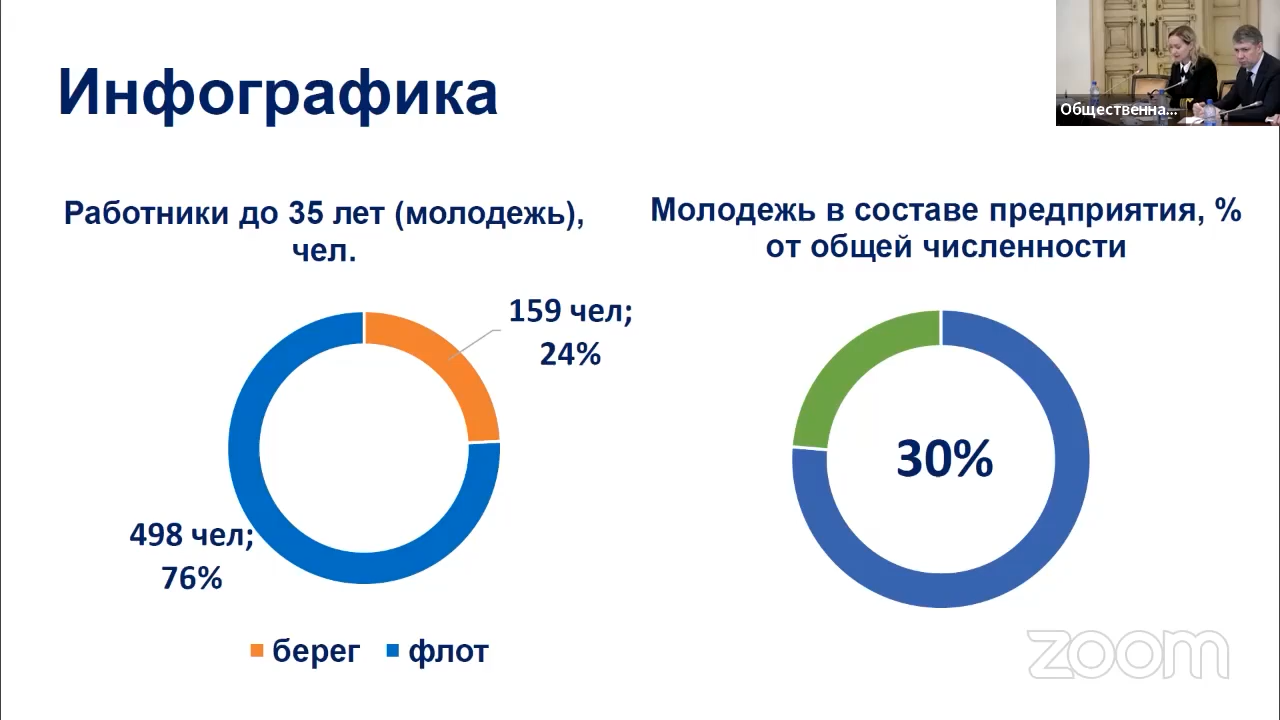 Инфографика
Общественна...
Работники до 35 лет (молодежь),
чел.
159 чел;
24%
498 чел;
76%
берег флот
Молодежь в составе предприятия, %
от общей численности
30%
zoom